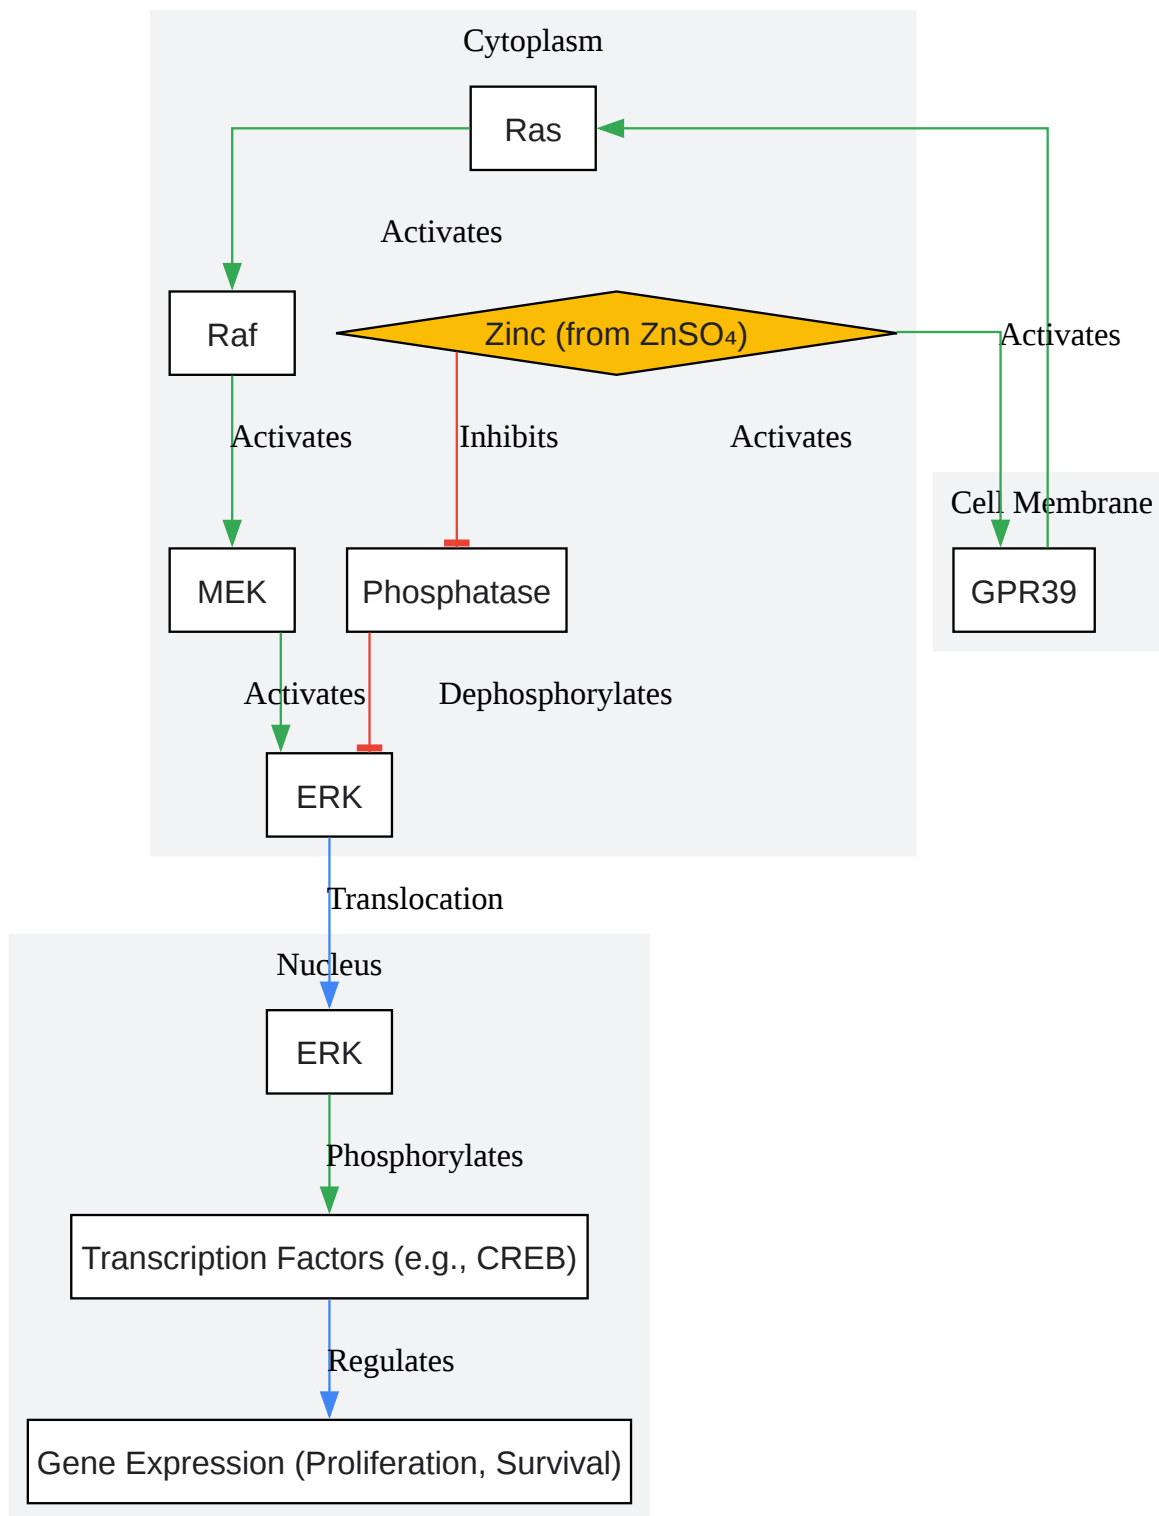 Cytoplasm
Ras
Activates
Raf
Zinc (from ZnSO₄)
Activates
Activates
Inhibits
Activates
Cell Membrane
MEK
Phosphatase
GPR39
Activates
Dephosphorylates
ERK
Translocation
Nucleus
ERK
Phosphorylates
Transcription Factors (e.g., CREB)
Regulates
Gene Expression (Proliferation, Survival)